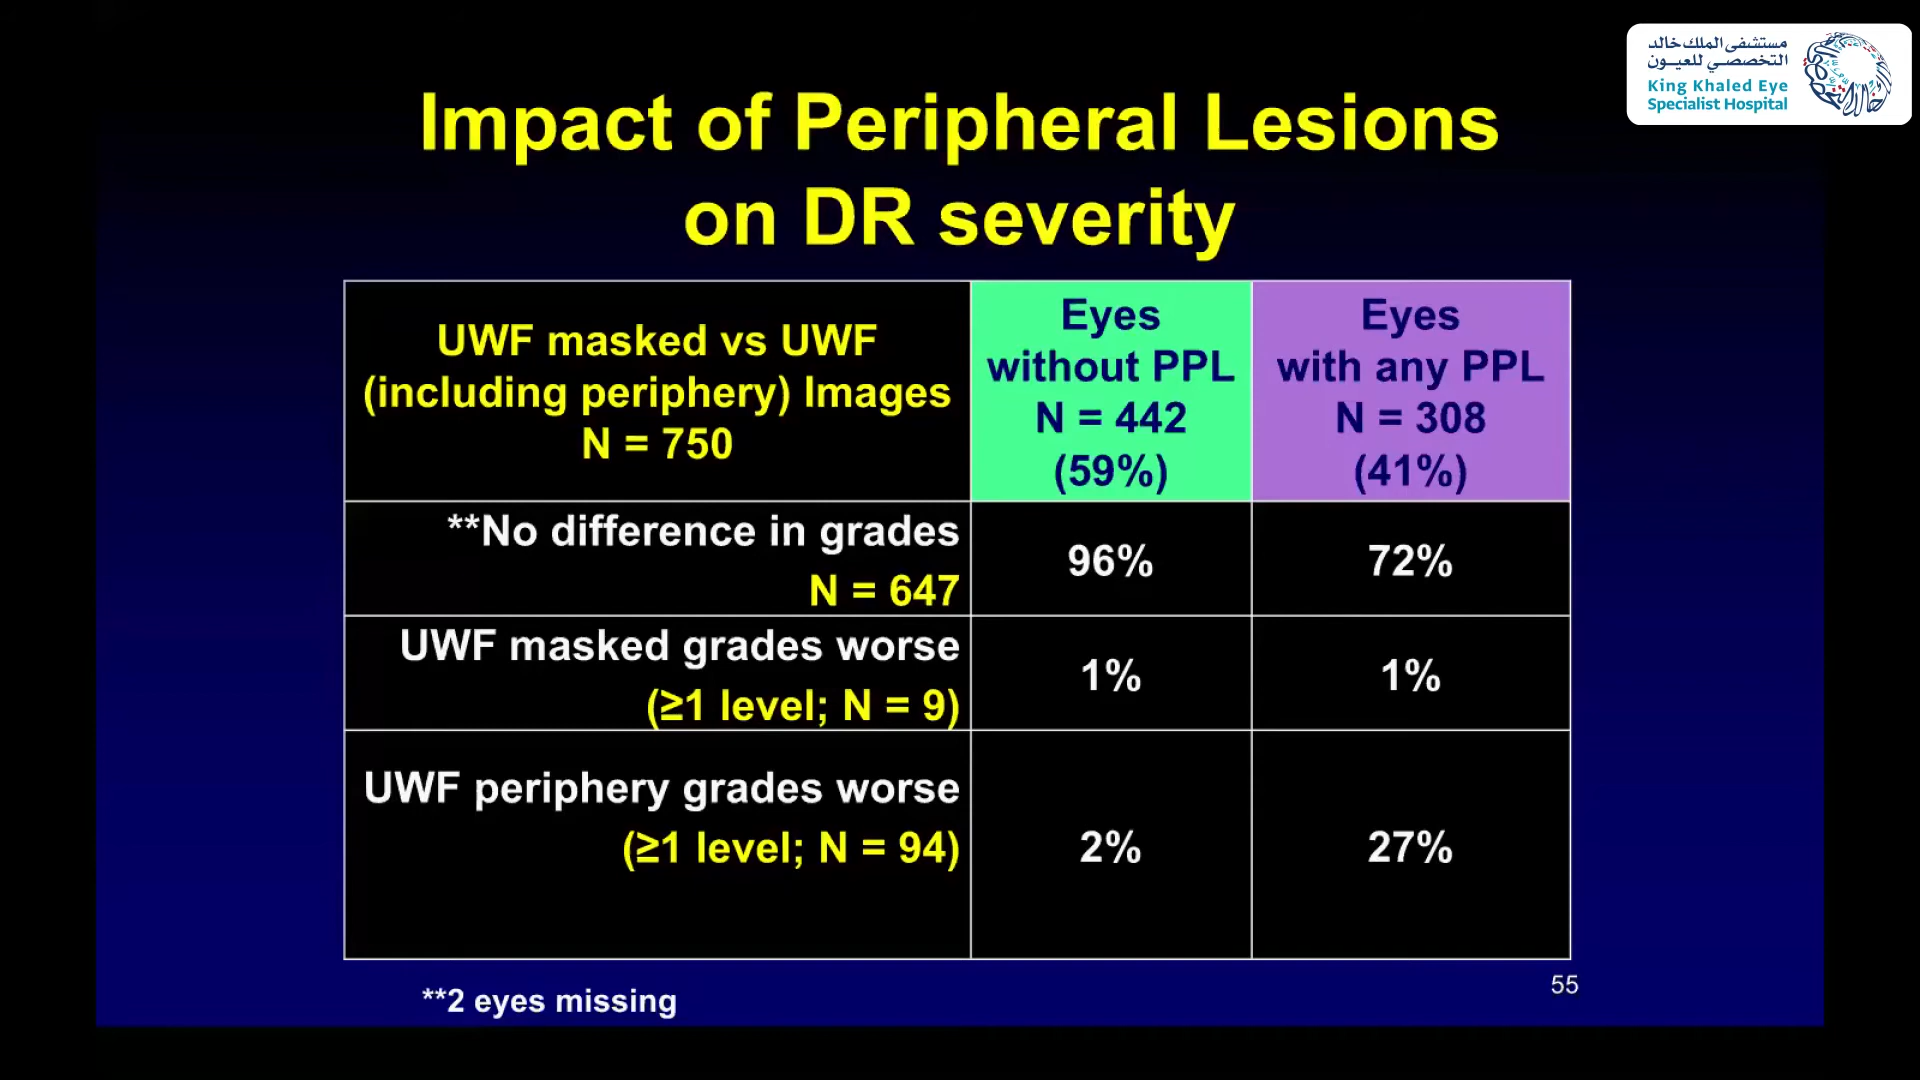 مستشفى الملك خالد
التخصصي للعيون
King Khaled Eye
Specialist Hospital
Impact of Peripheral Lesions
on DR severity
UWF masked vs UWF
(including periphery) Images
N = 750
Eyes
without PPL
N = 442
(59%)
Eyes
with any PPL
N = 308
(41%)
**No difference in grades
N = 647
96%
72%
UWF masked grades worse
(≥1 level; N = 9)
1%
1%
UWF periphery grades worse
(≥1 level; N = 94)
2%
27%
**2 eyes missing
55